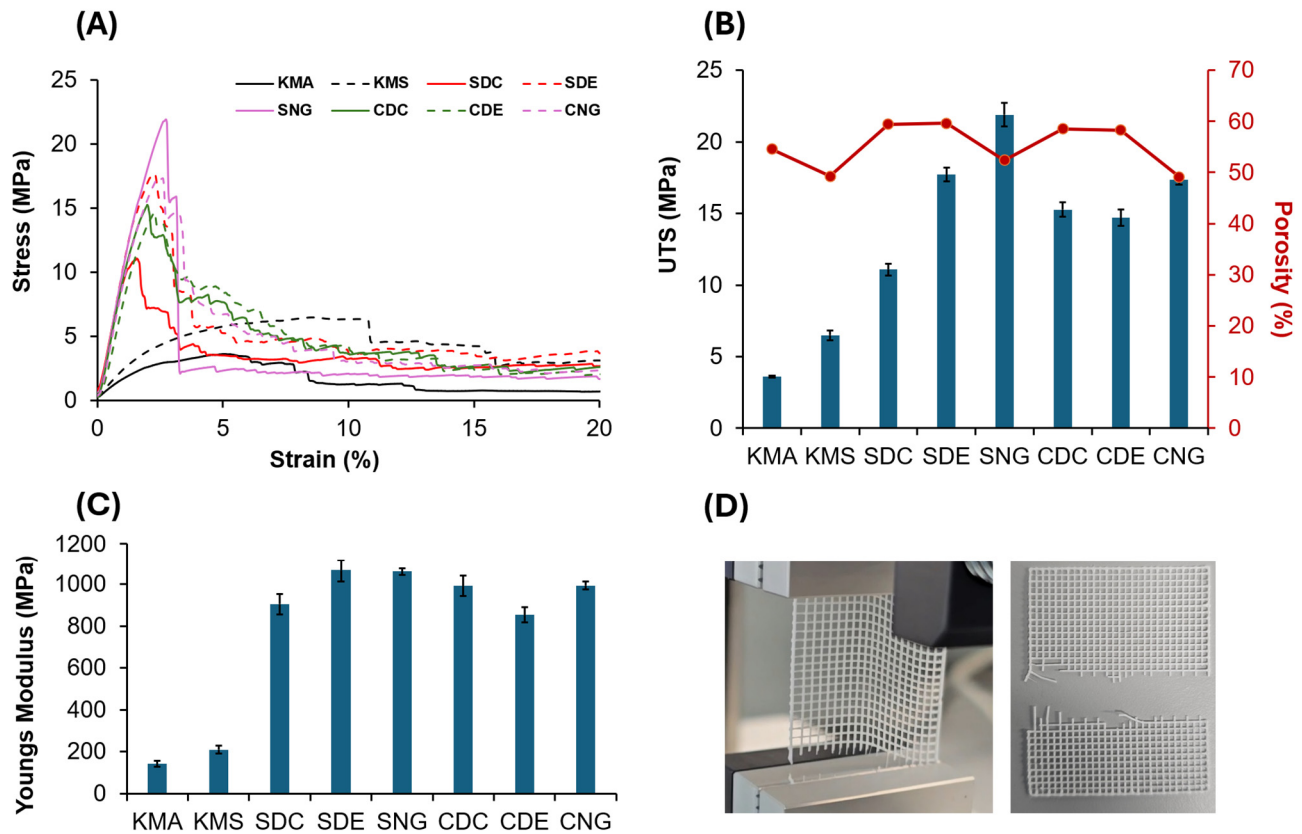 (A)
25
20
15
10
5
0
Stress (MPa)
KMA KMS SDC SDE
SNG CDC CDE CNG
0 5 10 15 20
Strain (%)
(B)
25
20
15
10
5
0
UTS (MPa)
70
60
50
40
30
20
10
0
Porosity (%)
KMA KMS SDC SDE SNG CDC CDE CNG
(C)
1200
1000
800
600
400
200
0
Youngs Modulus (MPa)
KMA KMS SDC SDE SNG CDC CDE CNG
(D)